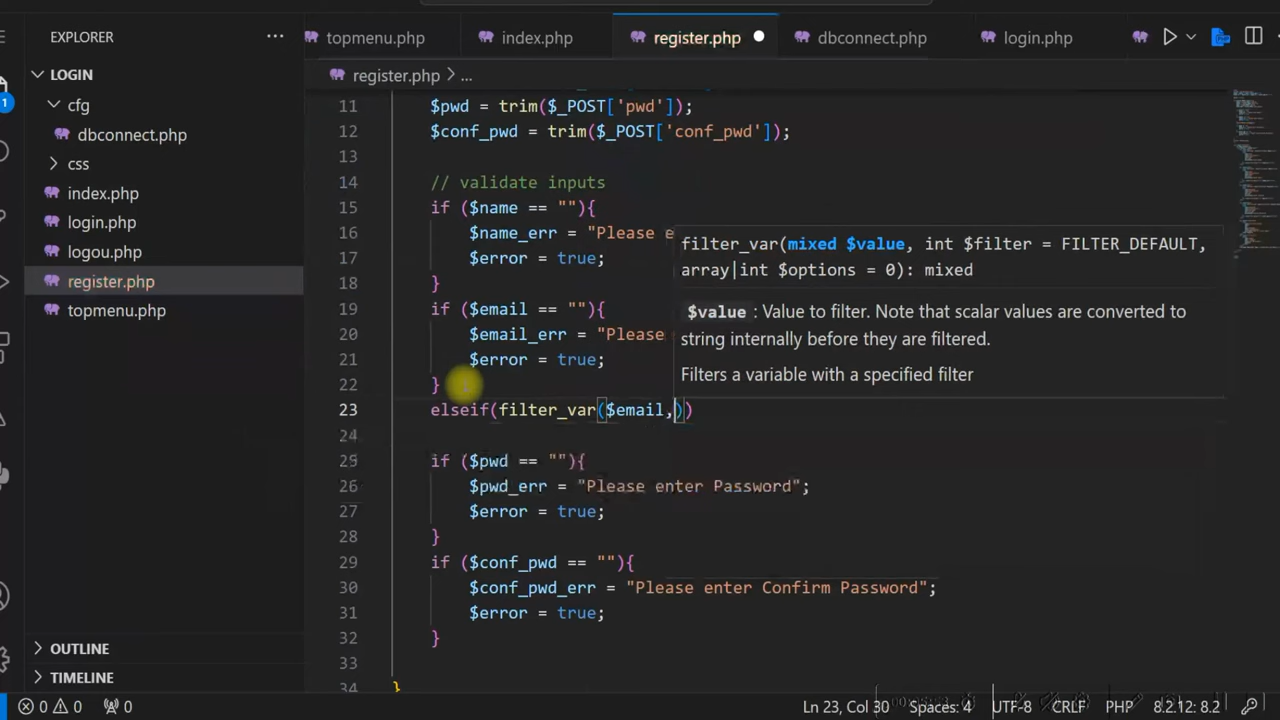 EXPLORER
topmenu.php
index.php
register.php
dbconnect.php
login.php
LOGIN
register.php > ...
cfg
dbconnect.php
css
index.php
login.php
logou.php
register.php
topmenu.php
11 $pwd = trim($_POST['pwd']);
12 $conf_pwd = trim($_POST['conf_pwd']);
13
14 // validate inputs
15 if ($name == ""){
16 $name_err = "Please e
17 $error = true;
18 }
19 if ($email == ""){
20 $email_err = "Please
21 $error = true;
22 }
23 elseif(filter_var($email,))
24
25 if ($pwd == ""){
26 $pwd_err = "Please enter Password";
27 $error = true;
28 }
29 if ($conf_pwd == ""){
30 $conf_pwd_err = "Please enter Confirm Password";
31 $error = true;
32 }
33
34 }
filter_var(mixed $value, int $filter = FILTER_DEFAULT,
array|int $options = 0): mixed
$value : Value to filter. Note that scalar values are converted to
string internally before they are filtered.
Filters a variable with a specified filter
OUTLINE
TIMELINE
1
0 0 0
Ln 23, Col 30
Spaces: 4
UTF-8
CRLF
PHP
8.2.12: 8.2